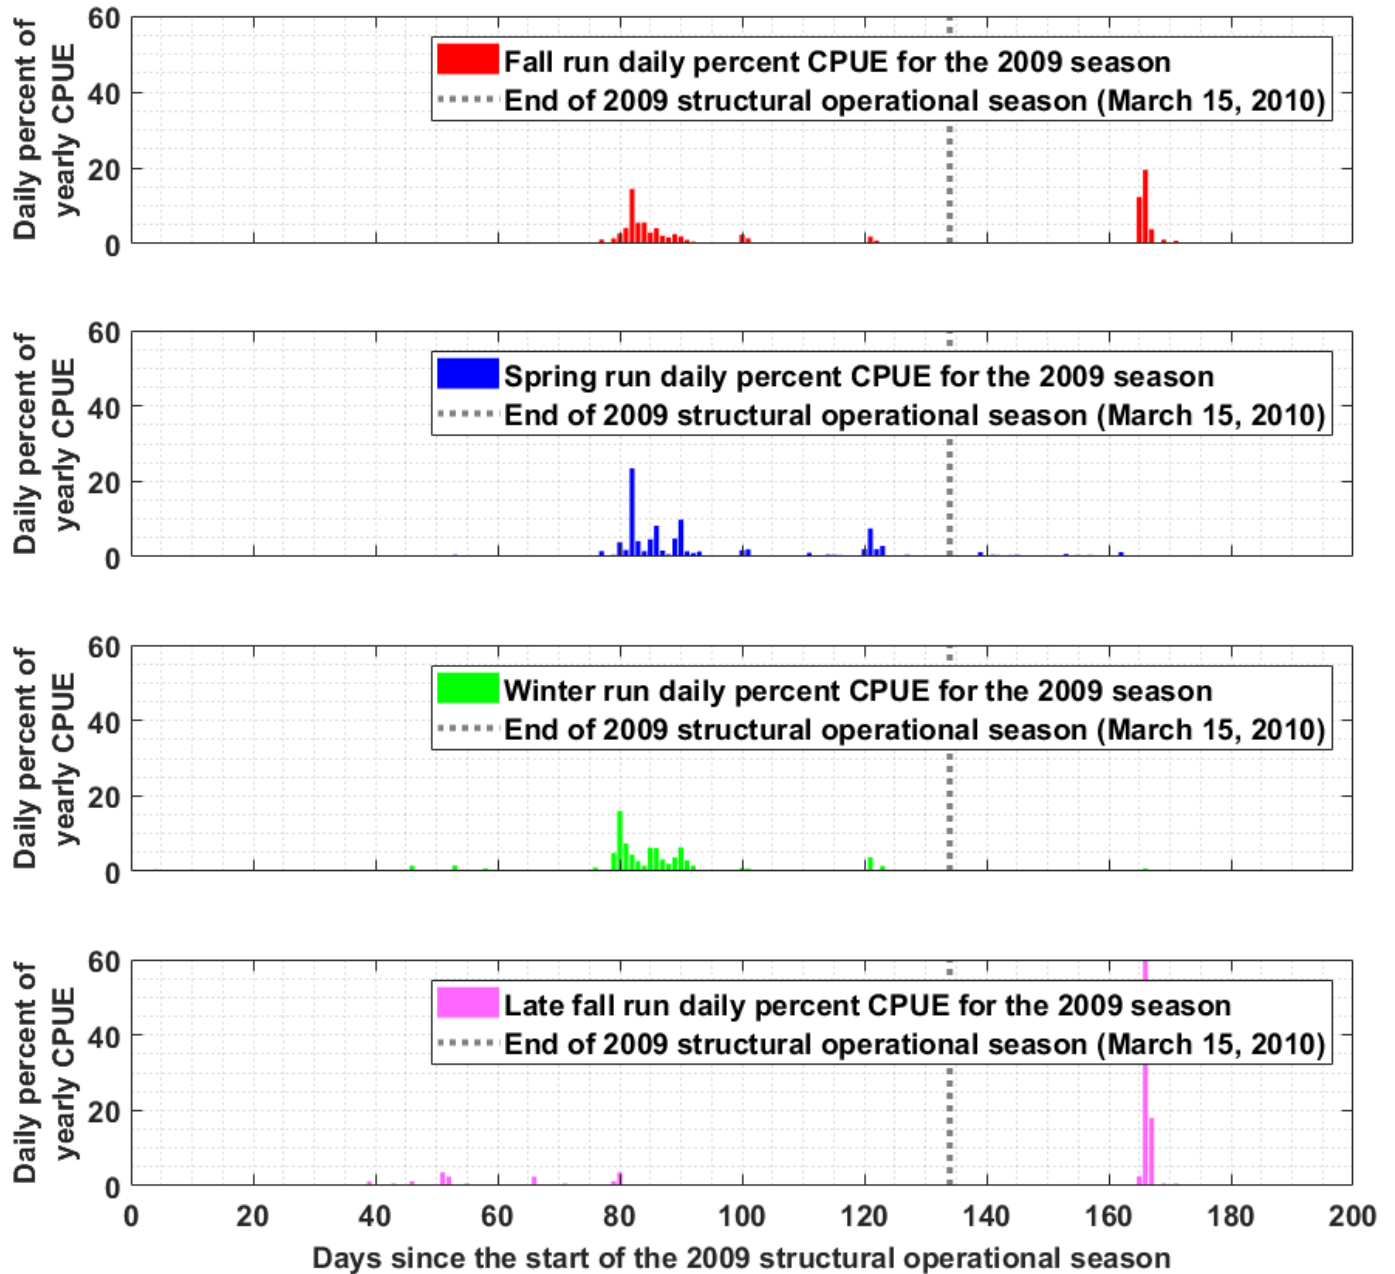 Daily percent of
yearly CPUE
60
40
20
0
Fall run daily percent CPUE for the 2009 season
End of 2009 structural operational season (March 15, 2010)
Daily percent of
yearly CPUE
60
40
20
0
Spring run daily percent CPUE for the 2009 season
End of 2009 structural operational season (March 15, 2010)
Daily percent of
yearly CPUE
60
40
20
0
Winter run daily percent CPUE for the 2009 season
End of 2009 structural operational season (March 15, 2010)
Daily percent of
yearly CPUE
60
40
20
0
Late fall run daily percent CPUE for the 2009 season
End of 2009 structural operational season (March 15, 2010)
0 20 40 60 80 100 120 140 160 180 200
Days since the start of the 2009 structural operational season